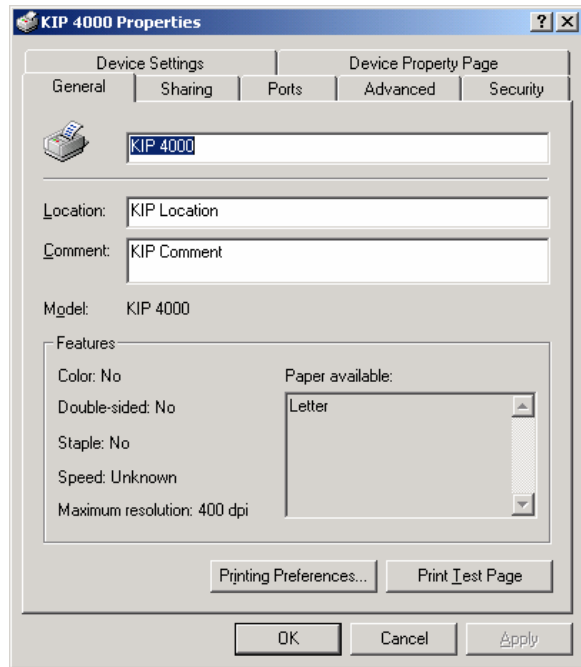 KIP 4000 Properties
Device Settings Device Property Page
General Sharing Ports Advanced Security
KIP 4000
Location: KIP Location
Comment: KIP Comment
Model: KIP 4000
Features
Color: No Paper available:
Double-sided: No Letter
Staple: No
Speed: Unknown
Maximum resolution: 400 dpi
Printing Preferences... Print Test Page
OK Cancel Apply